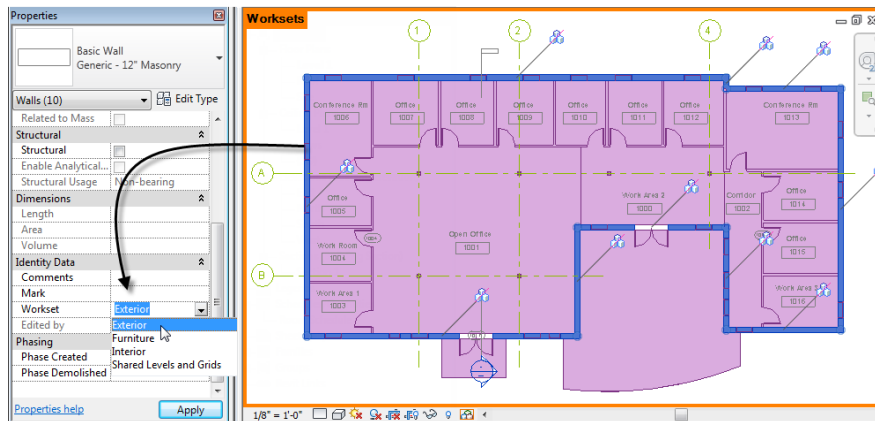 Properties
Basic Wall
Generic - 12" Masonry
Walls (10)
Edit Type
Related to Mass
Structural
Structural
Enable Analytical...
Structural Usage Non-bearing
Dimensions
Length
Area
Volume
Identity Data
Comments
Mark
Workset Exterior
Edited by
Exterior
Furniture
Interior
Shared Levels and Grids
Phasing
Phase Created
Phase Demolished
Properties help
Apply
Worksets
1 2 4
Conference Rm
1006
Office
1007
Office
1008
Office
1009
Office
1010
Office
1011
Office
1012
Conference Rm
1013
A
Office
1005
Work Area 2
1000
Corridor
1002
Office
1014
Work Room
1004
Open Office
1001
Office
1015
B
Work Area 1
1003
Work Area 3
1016
1/8" = 1'-0"